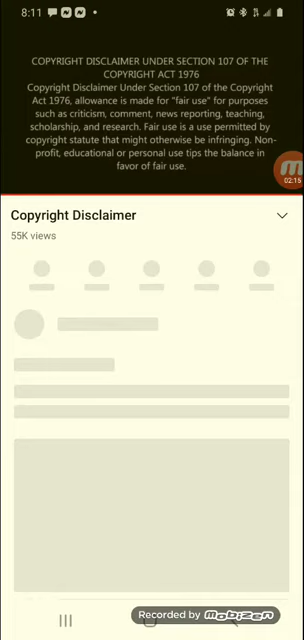 8:11
COPYRIGHT DISCLAIMER UNDER SECTION 107 OF THE
COPYRIGHT ACT 1976
Copyright Disclaimer Under Section 107 of the Copyright
Act 1976, allowance is made for "fair use" for purposes
such as criticism, comment, news reporting, teaching,
scholarship, and research. Fair use is a use permitted by
copyright statute that might otherwise be infringing. Non-
profit, educational or personal use tips the balance in
favor of fair use.
02:15
Copyright Disclaimer
55K views
Recorded by mobizen